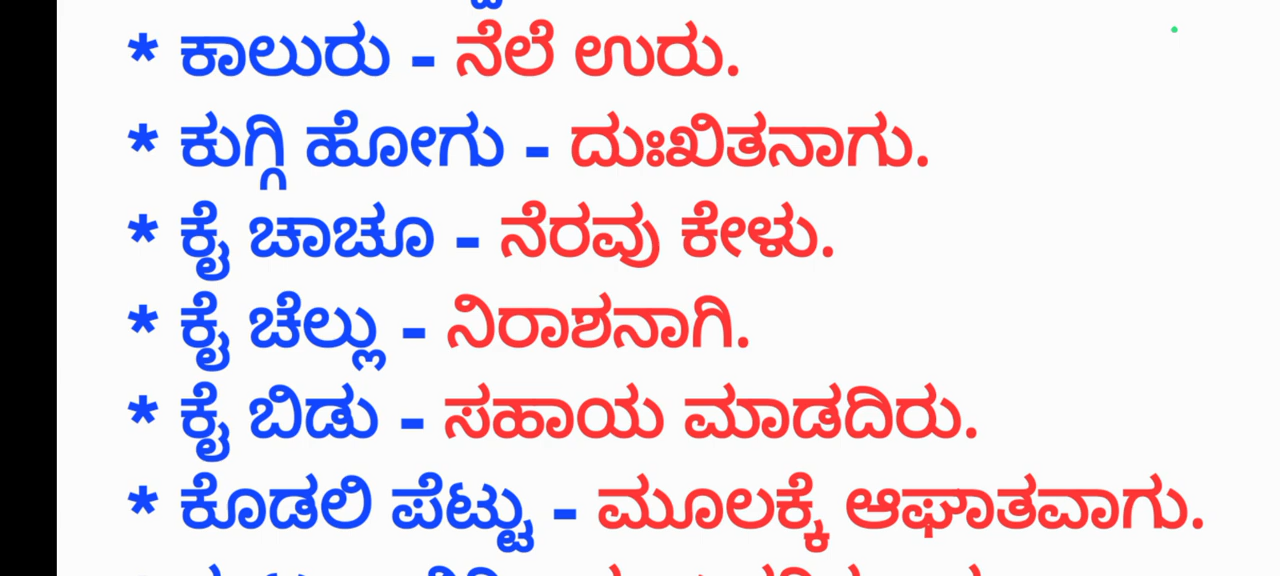 * ಕಾಲುರು - ನೆಲೆ ಉರು.
* ಕುಗ್ಗಿ ಹೋಗು - ದುಃಖಿತನಾಗು.
* ಕೈ ಚಾಚೂ - ನೆರವು ಕೇಳು.
* ಕೈ ಚೆಲ್ಲು - ನಿರಾಶನಾಗಿ.
* ಕೈ ಬಿಡು - ಸಹಾಯ ಮಾಡದಿರು.
* ಕೊಡಲಿ ಪೆಟ್ಟು - ಮೂಲಕ್ಕೆ ಆಘಾತವಾಗು.